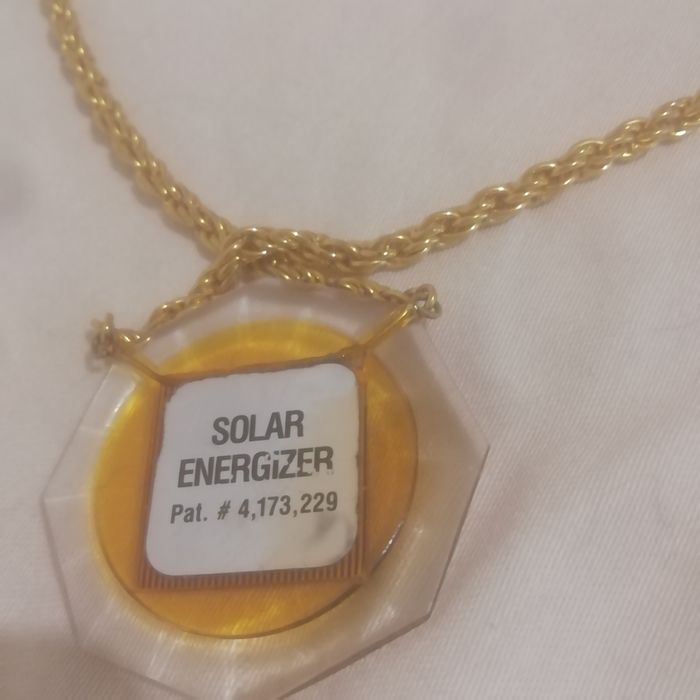 SOLAR
ENERGiZER
Pat. # 4,173,229